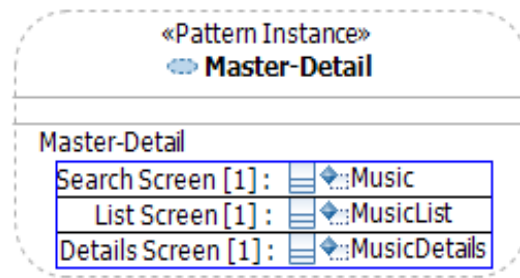 «Pattern Instance»
Master-Detail
Master-Detail
Search Screen [1] : :Music
List Screen [1] : :MusicList
Details Screen [1] : :MusicDetails